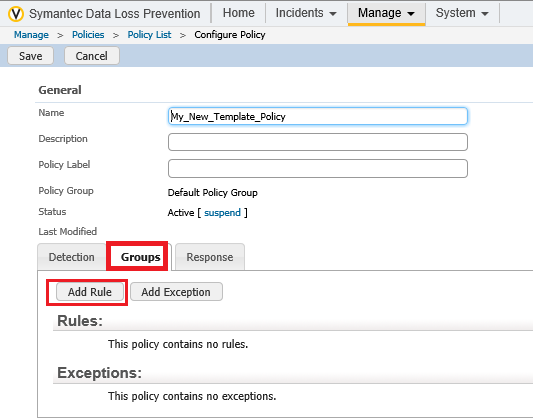 Symantec Data Loss Prevention Home Incidents Manage System
Manage > Policies > Policy List > Configure Policy
Save Cancel
General
Name My_New_Template_Policy
Description
Policy Label
Policy Group Default Policy Group
Status Active [ suspend ]
Last Modified
Detection Groups Response
Add Rule Add Exception
Rules:
This policy contains no rules.
Exceptions:
This policy contains no exceptions.